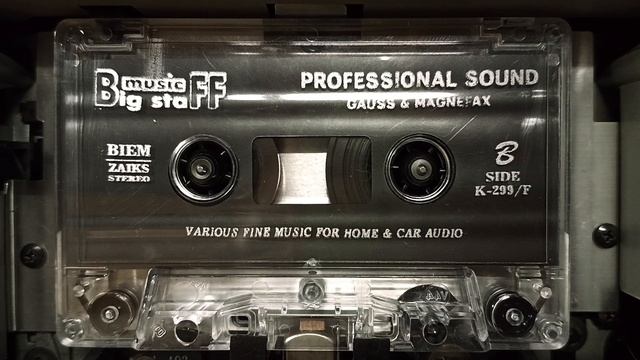 Big music staFF
PROFESSIONAL SOUND
GAUSS & MAGNEFAX
BIEM
ZAIKS
STEREO
B
SIDE
K-299/F
VARIOUS FINE MUSIC FOR HOME & CAR AUDIO